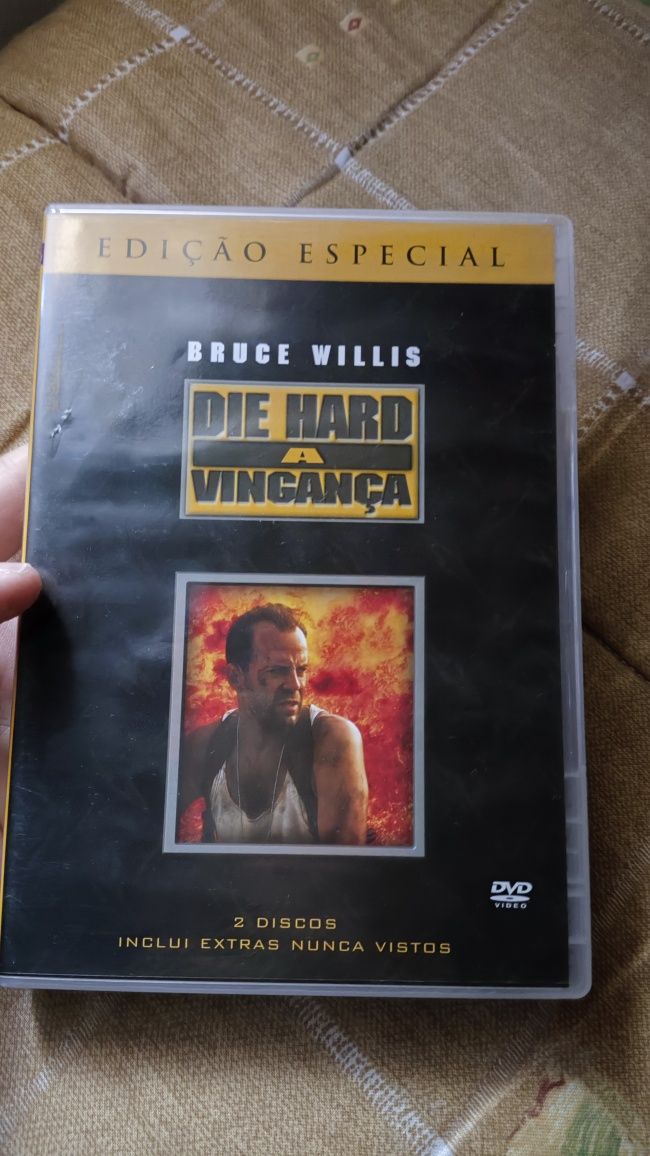 EDIÇÃO ESPECIAL
BRUCE WILLIS
DIE HARD
A
VINGANÇA
DVD
VIDEO
2 DISCOS
INCLUI EXTRAS NUNCA VISTOS